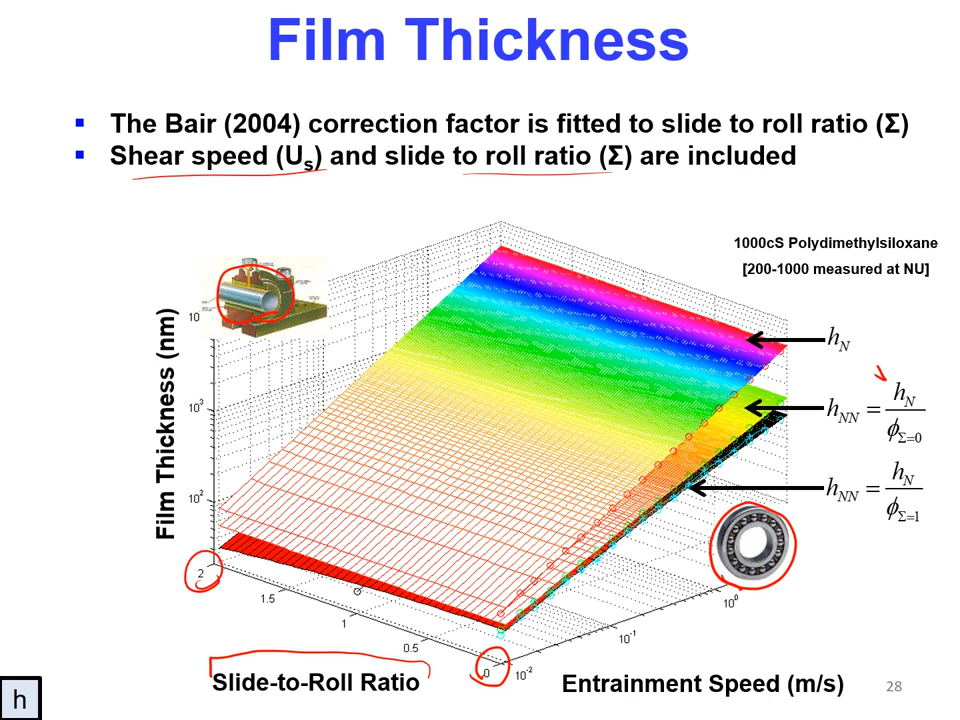 Film Thickness
The Bair (2004) correction factor is fitted to slide to roll ratio (Σ)
Shear speed (Us) and slide to roll ratio (Σ) are included
1000cS Polydimethylsiloxane
[200-1000 measured at NU]
Film Thickness (nm)
10
10³
10²
hN
hNN = hN / ϕΣ=0
hNN = hN / ϕΣ=1
2
1.5
1
0.5
0
10⁻²
10⁻¹
10⁰
Slide-to-Roll Ratio
Entrainment Speed (m/s)
h
28